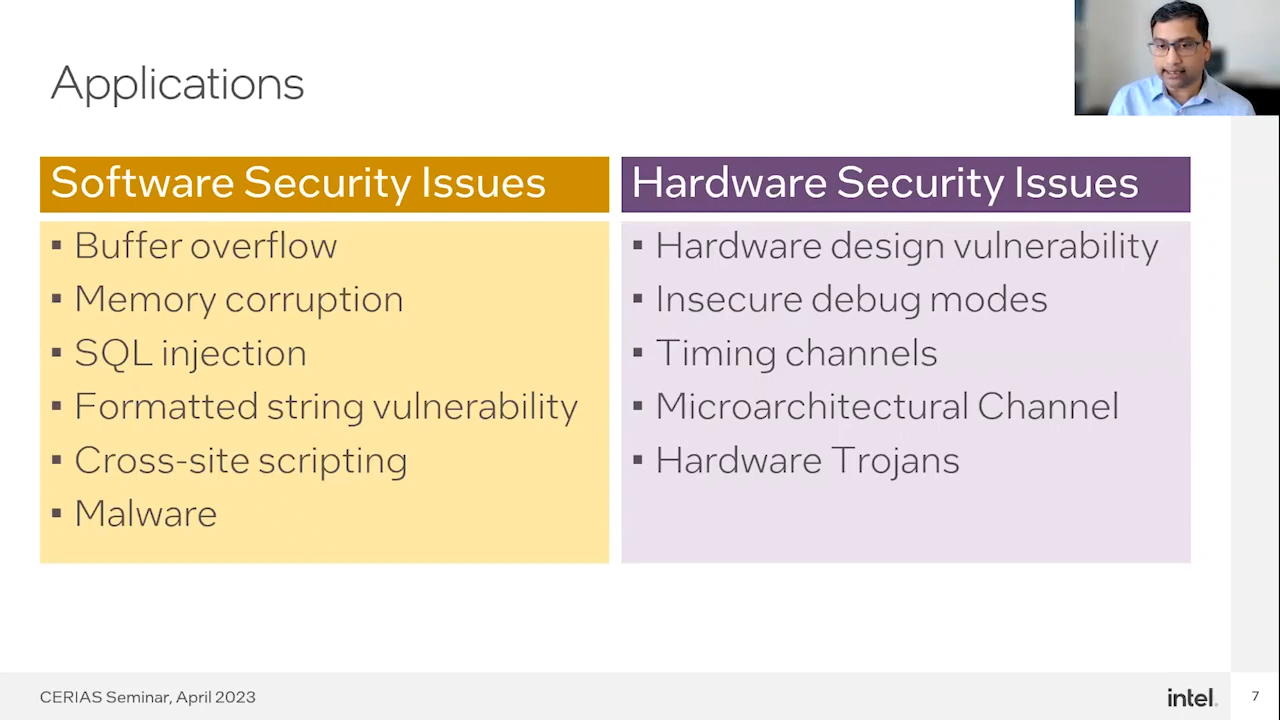 Applications
Software Security Issues
▪ Buffer overflow
▪ Memory corruption
▪ SQL injection
▪ Formatted string vulnerability
▪ Cross-site scripting
▪ Malware
Hardware Security Issues
▪ Hardware design vulnerability
▪ Insecure debug modes
▪ Timing channels
▪ Microarchitectural Channel
▪ Hardware Trojans
CERIAS Seminar, April 2023
intel.
7